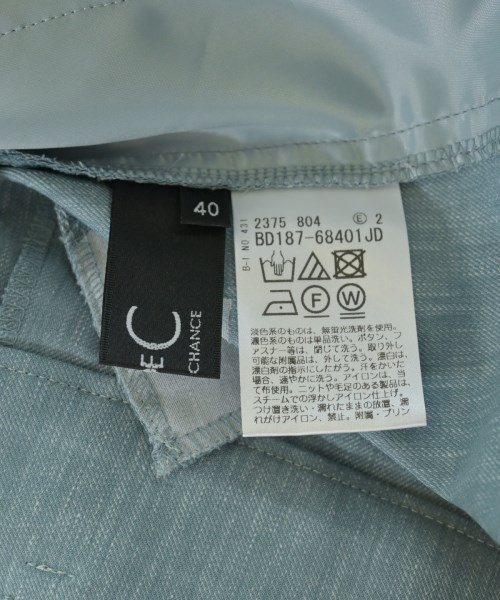 40
EC
CHANCE
B-I NO 431
2375 804 E 2
BD187-68401JD
F W
淡色系のものは、無蛍光洗剤を使用。
濃色系のものは単品洗い。ボタン、フ
ァスナー等は、閉じて洗う。取り外し
可能な附属品は、外して洗う。漂白は、
漂白剤の指示にしたがう。汗をかいた
場合、速やかに洗う。アイロンは、当
て布使用。ニットや毛足のある製品は、
スチームでの浮かしアイロン仕上げ。
つけ置き洗い・濡れたままの放置、濡
れがけアイロン、禁止。附属・プリン